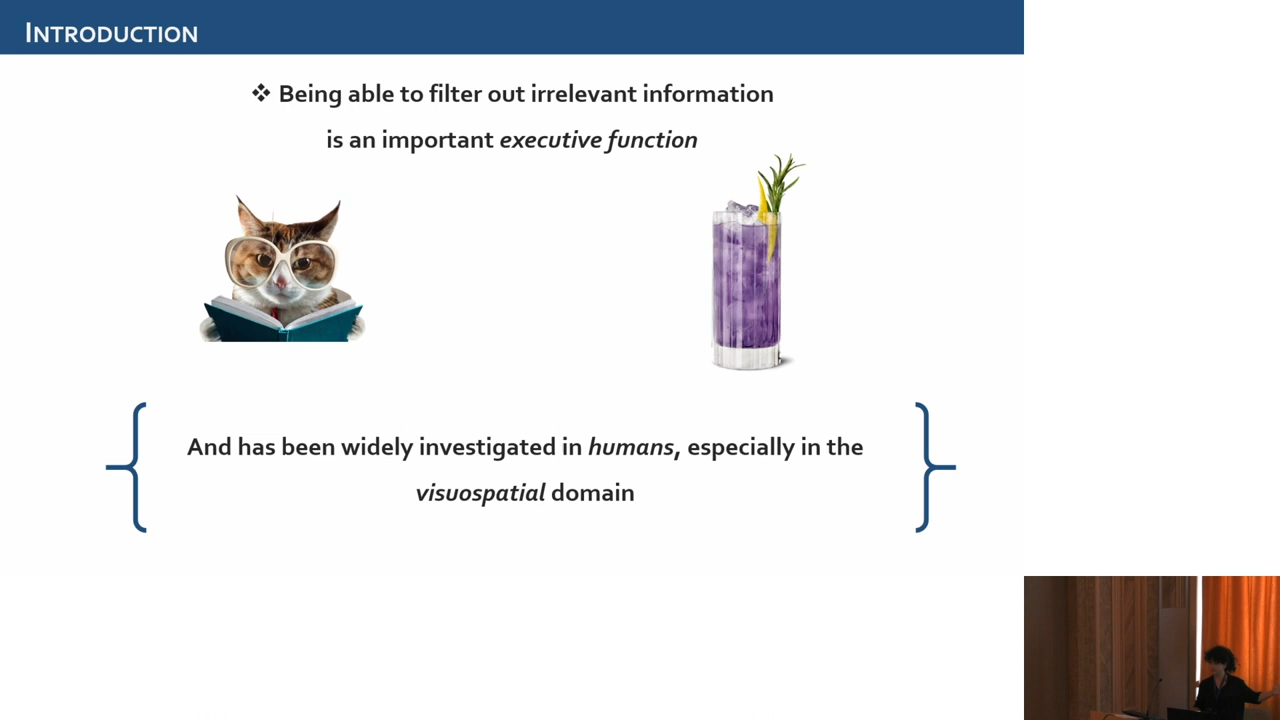 INTRODUCTION
❖ Being able to filter out irrelevant information
is an important executive function
And has been widely investigated in humans, especially in the
visuospatial domain